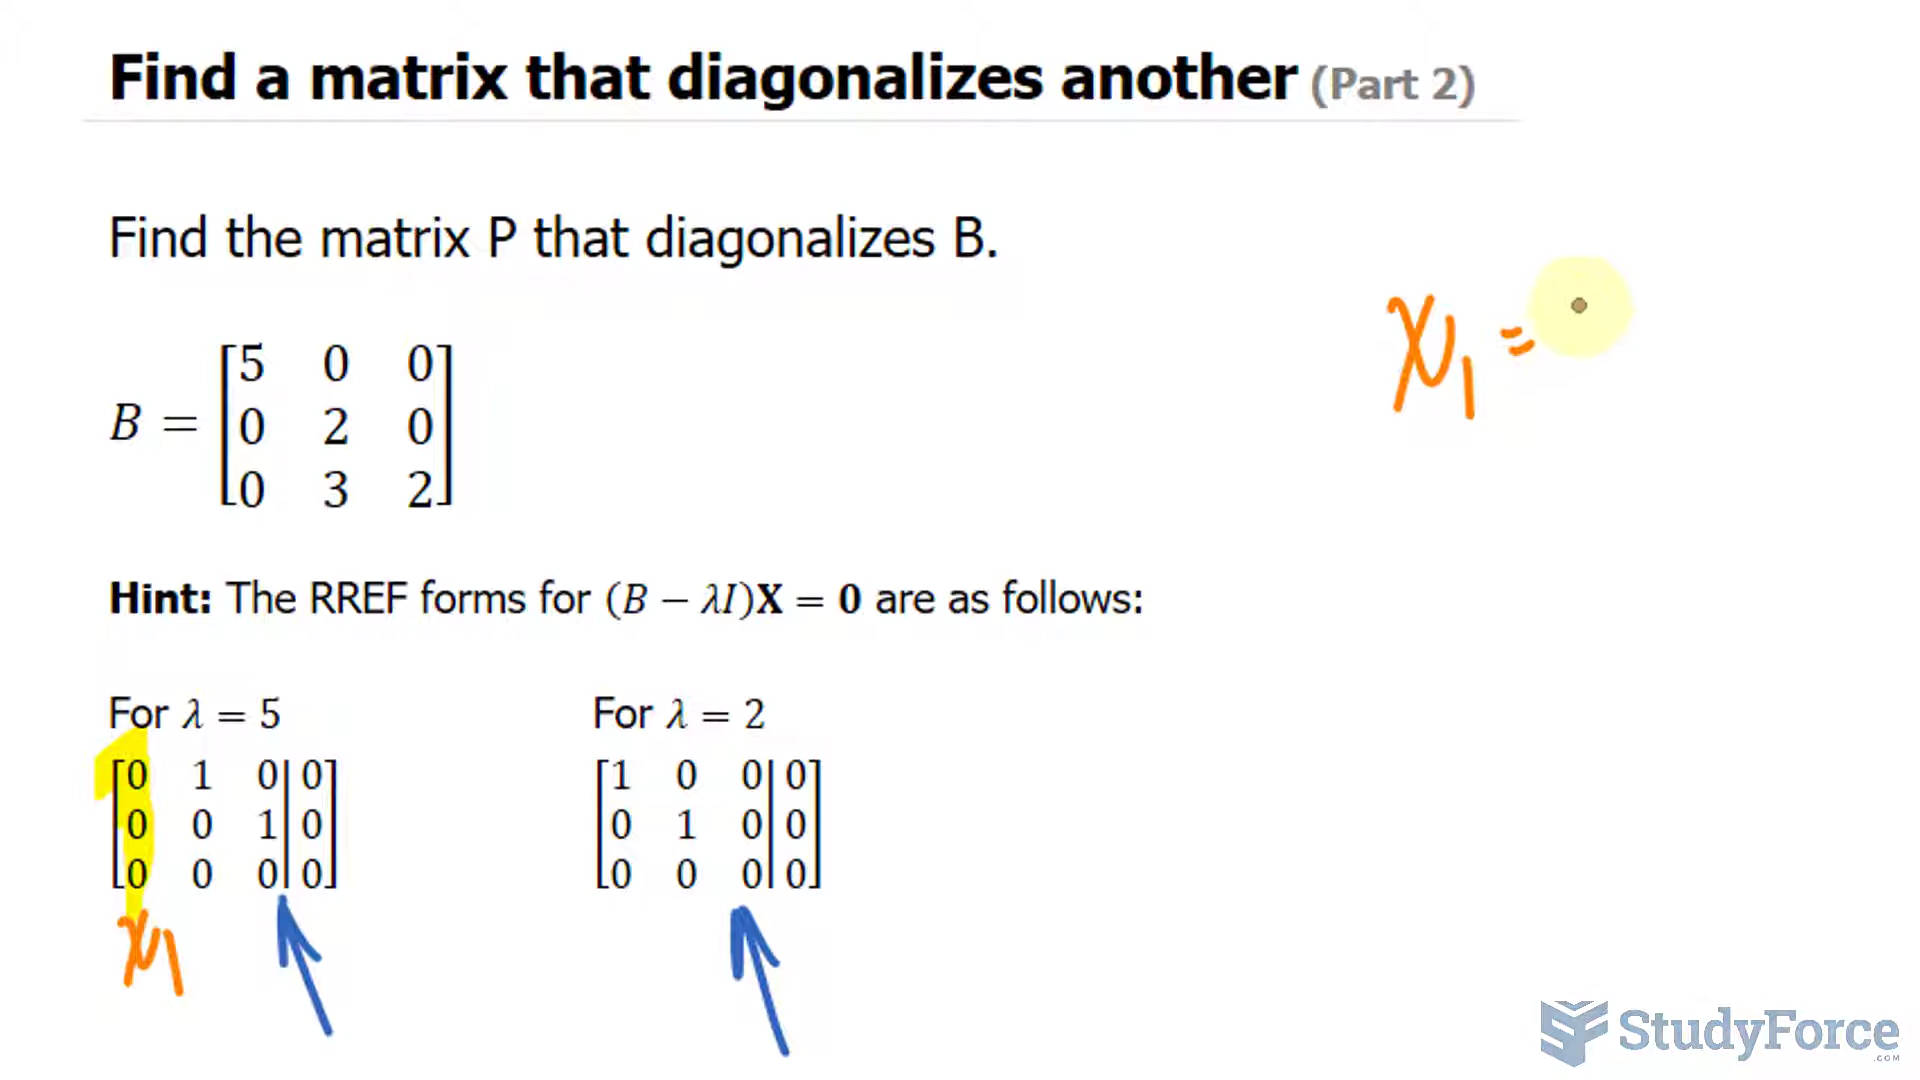 Find a matrix that diagonalizes another (Part 2)
Find the matrix P that diagonalizes B.
x₁ =
B = [5 0 0
0 2 0
0 3 2]
Hint: The RREF forms for (B − λI)X = 0 are as follows:
For λ = 5
[0 1 0|0]
[0 0 1|0]
[0 0 0|0]
x₁
For λ = 2
[1 0 0|0]
[0 1 0|0]
[0 0 0|0]
StudyForce
.COM